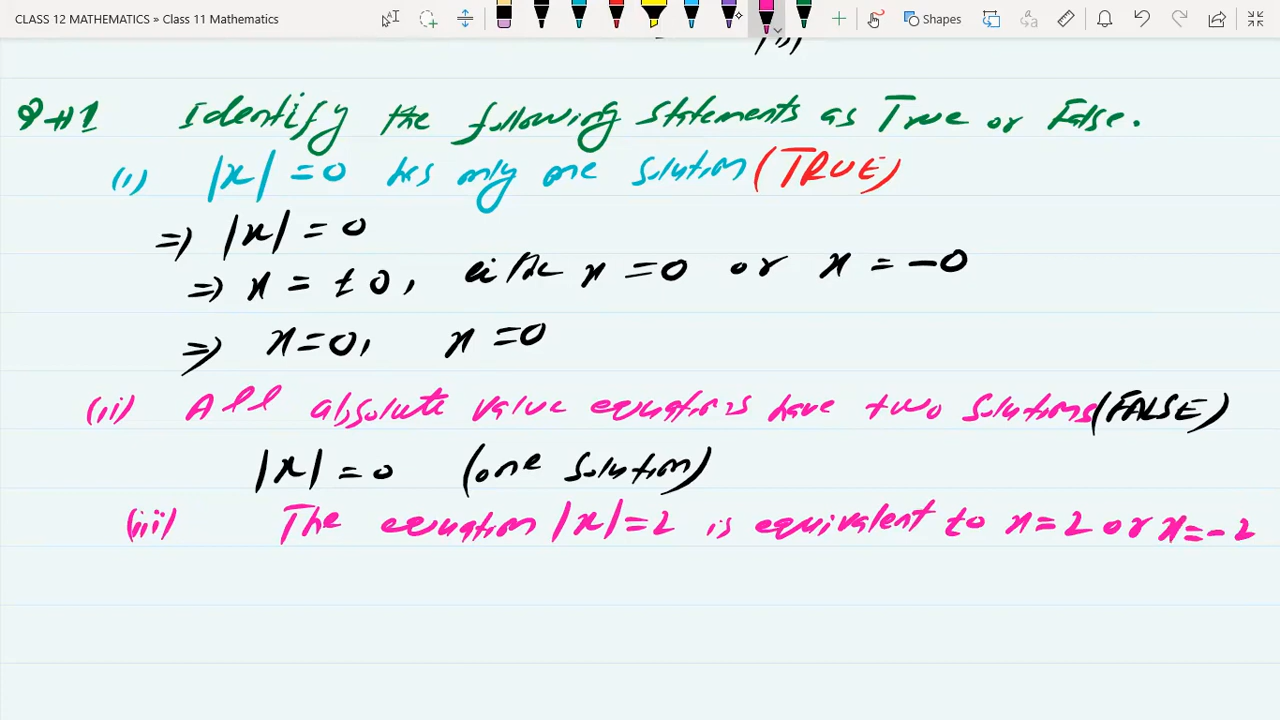 CLASS 12 MATHEMATICS » Class 11 Mathematics
Shapes
(ii)
Q#1 Identify the following statements as True or False.
(i) |x| = 0 has only one solution (TRUE)
=> |x| = 0
=> x = ±0, either x = 0 or x = -0
=> x = 0, x = 0
(ii) All absolute value equations have two solutions (FALSE)
|x| = 0 (one solution)
(iii) The equation |x| = 2 is equivalent to x = 2 or x = -2